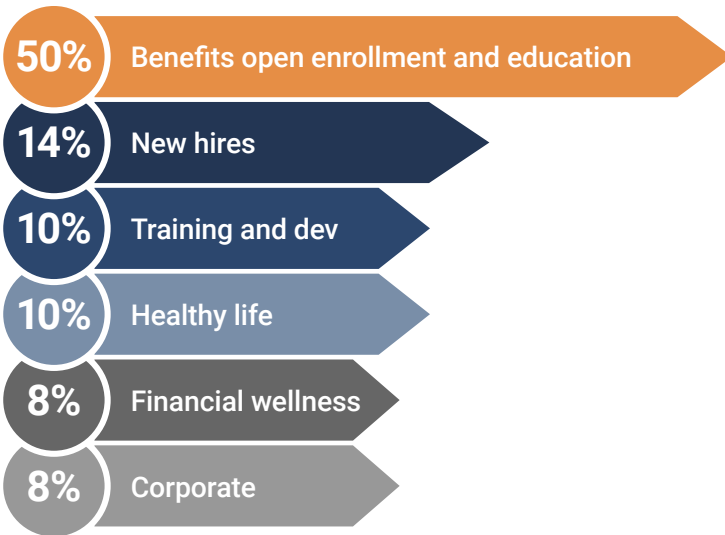 50% Benefits open enrollment and education
14% New hires
10% Training and dev
10% Healthy life
8% Financial wellness
8% Corporate